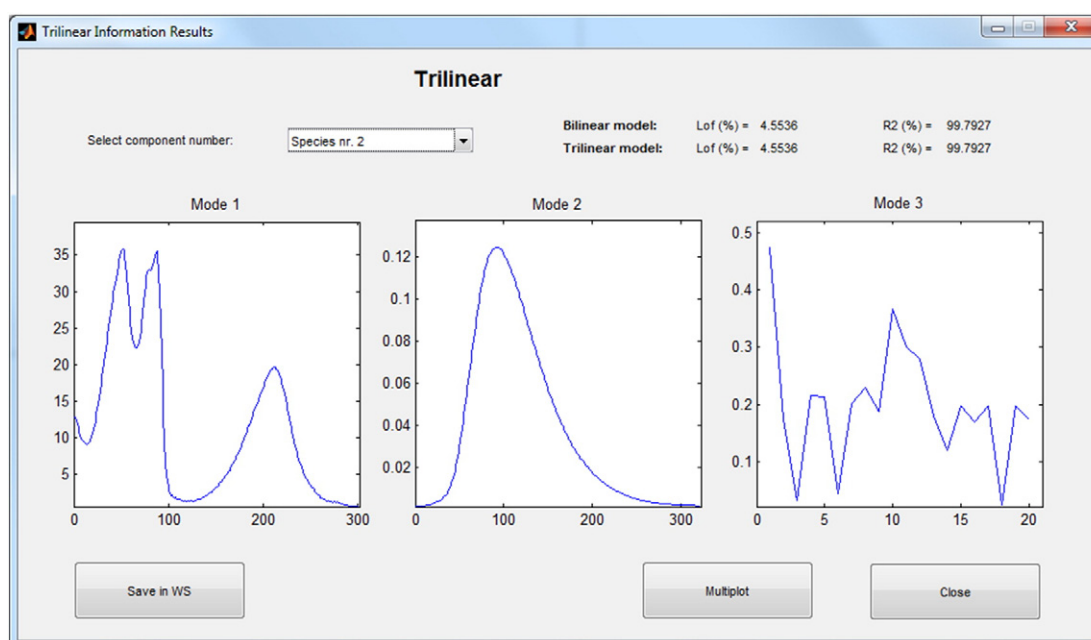 Trilinear Information Results
Trilinear
Select component number: Species nr. 2
Bilinear model: Lof (%) = 4.5536 R2 (%) = 99.7927
Trilinear model: Lof (%) = 4.5536 R2 (%) = 99.7927
Mode 1
35
30
25
20
15
10
5
0 100 200 300
Mode 2
0.12
0.1
0.08
0.06
0.04
0.02
0 100 200 300
Mode 3
0.5
0.4
0.3
0.2
0.1
0 5 10 15 20
Save in WS
Multiplot
Close